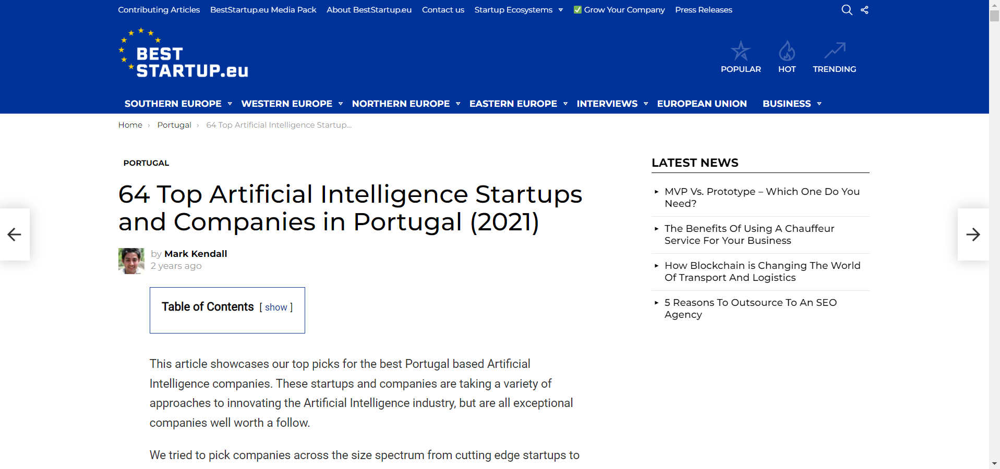 Contributing Articles BestStartup.eu Media Pack About BestStartup.eu Contact us Startup Ecosystems ✅ Grow Your Company Press Releases
BEST
STARTUP.eu
POPULAR HOT TRENDING
SOUTHERN EUROPE WESTERN EUROPE NORTHERN EUROPE EASTERN EUROPE INTERVIEWS EUROPEAN UNION BUSINESS
Home › Portugal › 64 Top Artificial Intelligence Startup...
PORTUGAL
64 Top Artificial Intelligence Startups
and Companies in Portugal (2021)
by Mark Kendall
2 years ago
Table of Contents [ show ]
This article showcases our top picks for the best Portugal based Artificial
Intelligence companies. These startups and companies are taking a variety of
approaches to innovating the Artificial Intelligence industry, but are all exceptional
companies well worth a follow.
We tried to pick companies across the size spectrum from cutting edge startups to
LATEST NEWS
MVP Vs. Prototype – Which One Do You
Need?
The Benefits Of Using A Chauffeur
Service For Your Business
How Blockchain is Changing The World
Of Transport And Logistics
5 Reasons To Outsource To An SEO
Agency